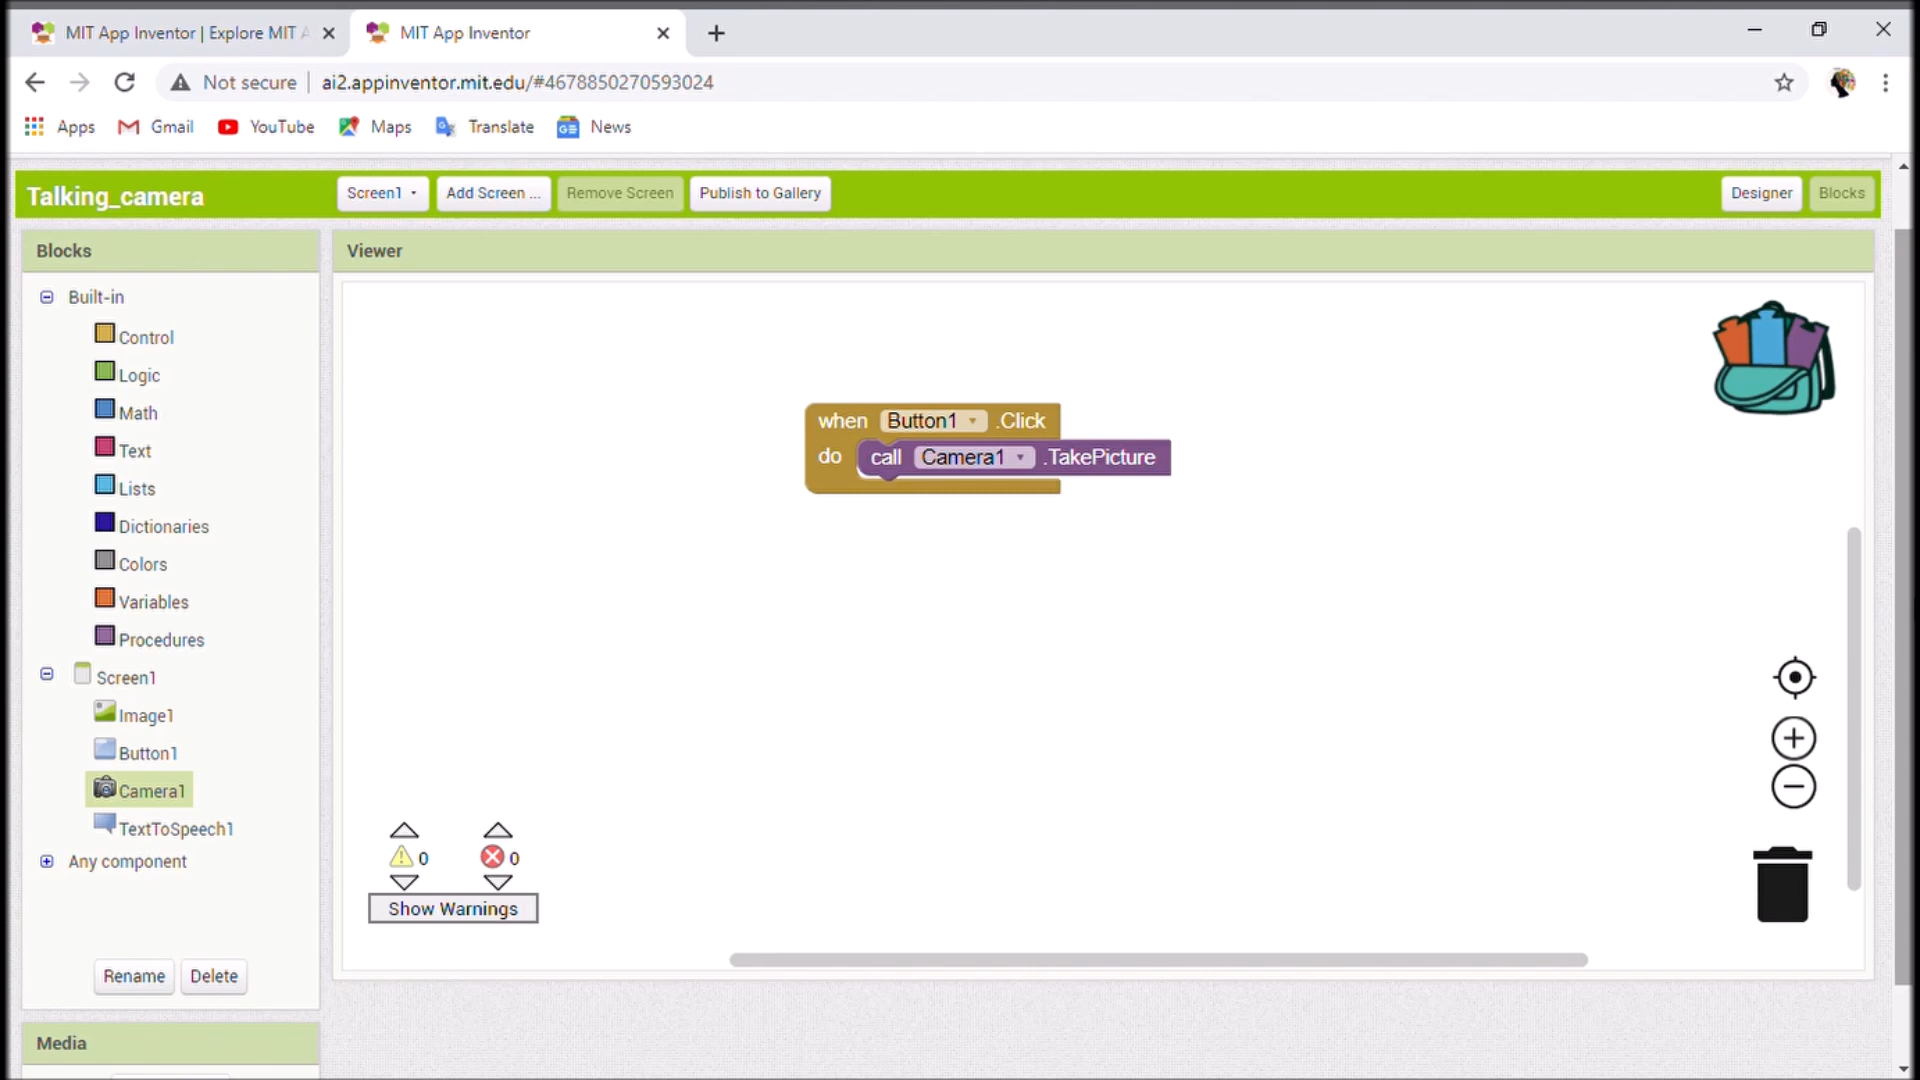 MIT App Inventor | Explore MIT A
MIT App Inventor
Not secure
ai2.appinventor.mit.edu/#4678850270593024
Apps
Gmail
YouTube
Maps
Translate
News
Talking_camera
Screen1
Add Screen ...
Remove Screen
Publish to Gallery
Designer
Blocks
Blocks
Viewer
Built-in
Control
Logic
Math
Text
Lists
Dictionaries
Colors
Variables
Procedures
Screen1
Image1
Button1
Camera1
TextToSpeech1
Any component
Rename
Delete
Media
when Button1 .Click
do call Camera1 .TakePicture
0
0
Show Warnings